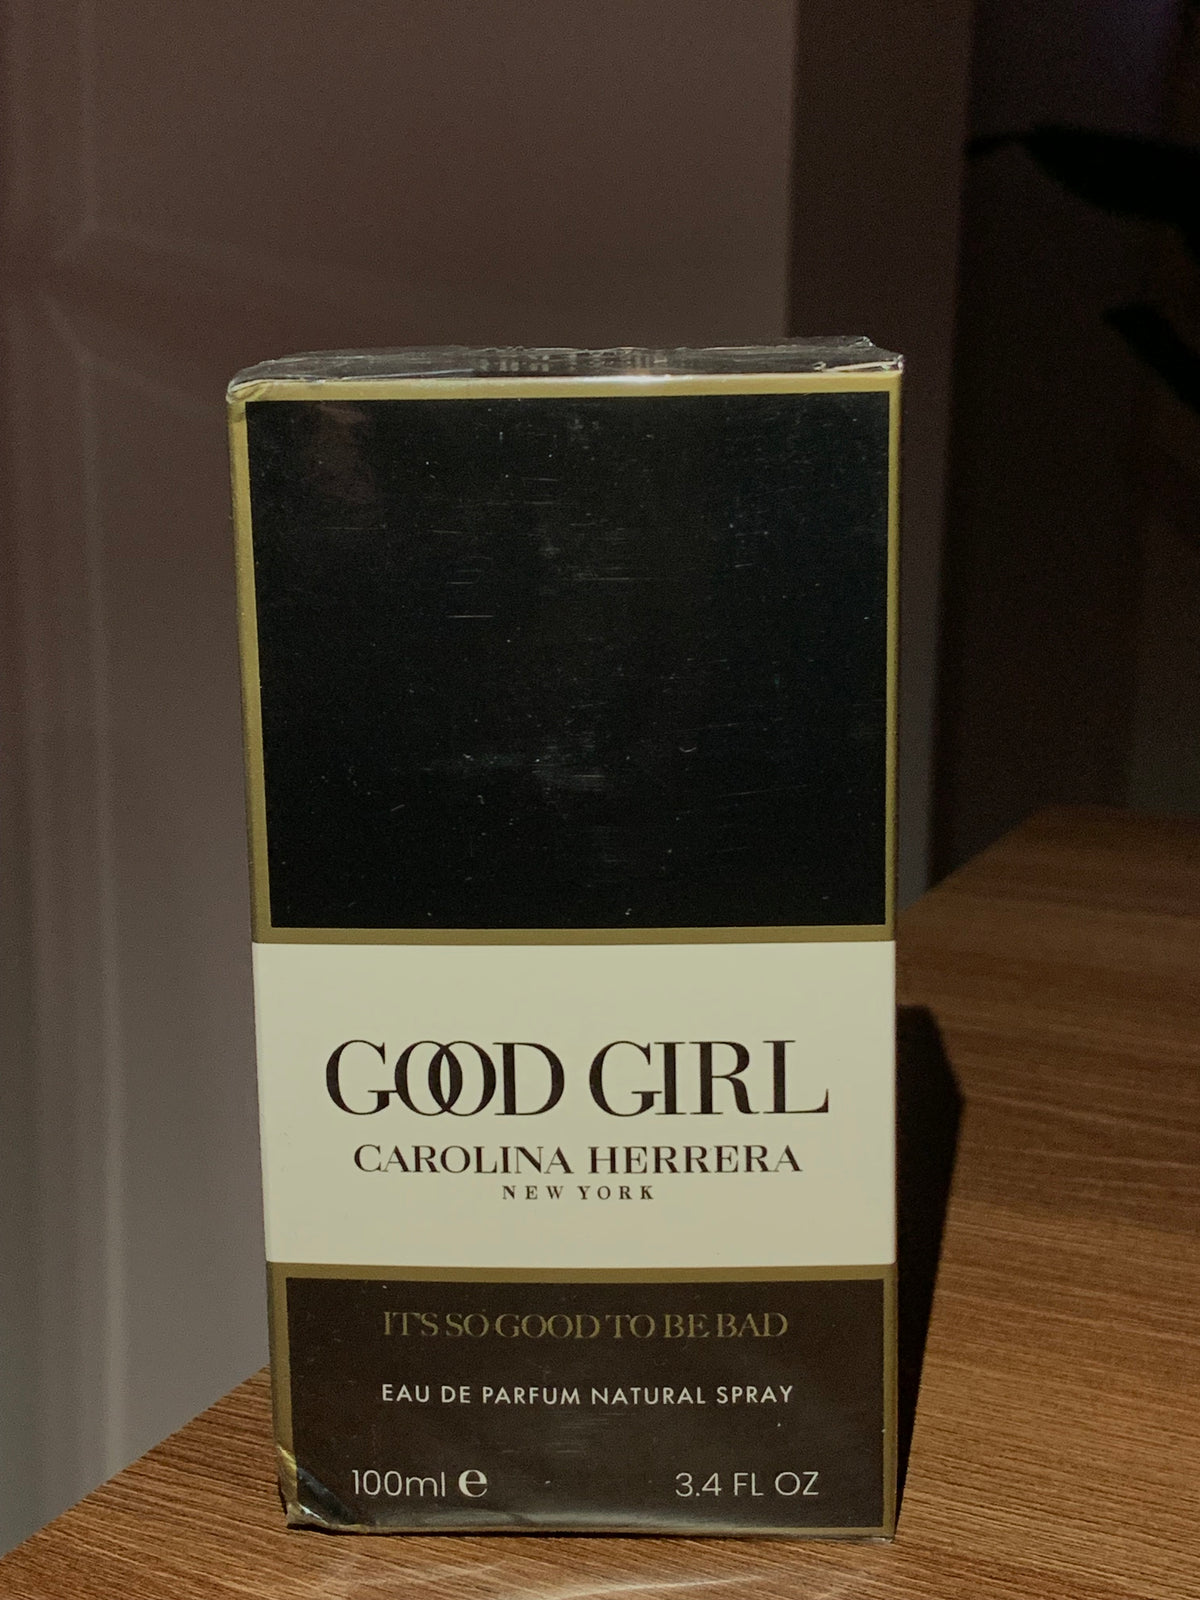 GOOD GIRL
CAROLINA HERRERA
NEW YORK
IT'S SO GOOD TO BE BAD
EAU DE PARFUM NATURAL SPRAY
100ml e 3.4 FL OZ